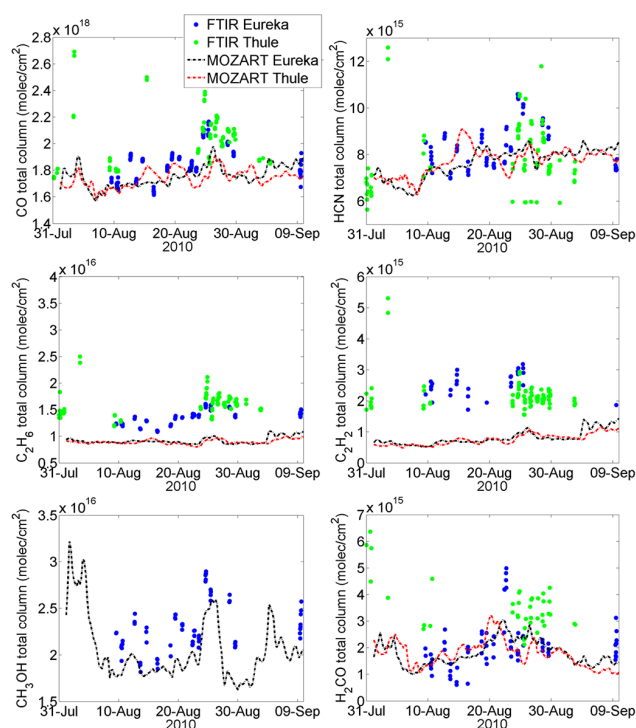 x 10^18
2.8
2.6
2.4
2.2
2
1.8
1.6
1.4
CO total column (molec/cm²)
31-Jul 10-Aug 20-Aug 30-Aug 09-Sep
2010
FTIR Eureka
FTIR Thule
MOZART Eureka
MOZART Thule
x 10^15
12
10
8
6
HCN total column (molec/cm²)
31-Jul 10-Aug 20-Aug 30-Aug 09-Sep
2010
x 10^16
4
3.5
3
2.5
2
1.5
1
0.5
C₂H₆ total column (molec/cm²)
31-Jul 10-Aug 20-Aug 30-Aug 09-Sep
2010
x 10^15
6
5
4
3
2
1
0
C₂H₂ total column (molec/cm²)
31-Jul 10-Aug 20-Aug 30-Aug 09-Sep
2010
x 10^16
3.5
3
2.5
2
1.5
CH₃OH total column (molec/cm²)
31-Jul 10-Aug 20-Aug 30-Aug 09-Sep
2010
x 10^15
7
6
5
4
3
2
1
0
H₂CO total column (molec/cm²)
31-Jul 10-Aug 20-Aug 30-Aug 09-Sep
2010